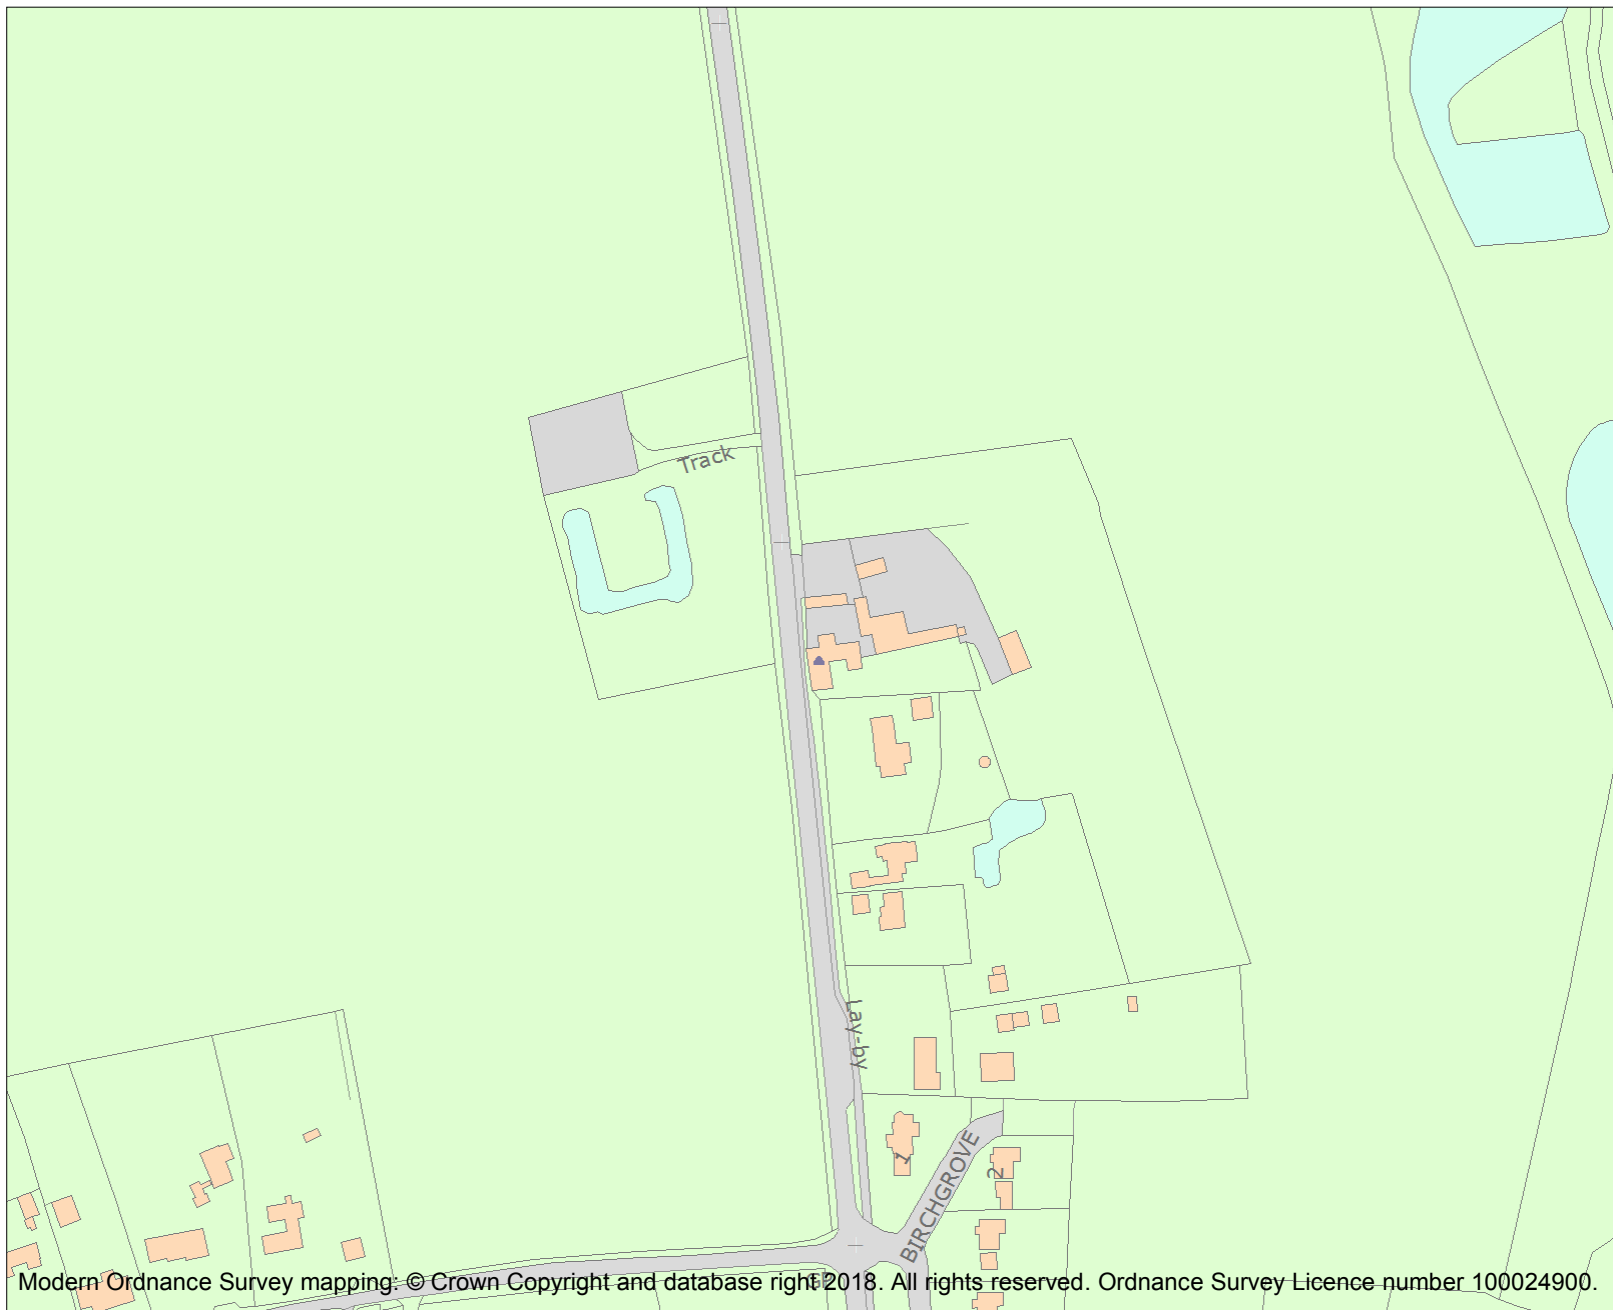 Track
Lay-by
1
BIRCHGROVE
2
Modern Ordnance Survey mapping: © Crown Copyright and database right 2018. All rights reserved. Ordnance Survey Licence number 100024900.